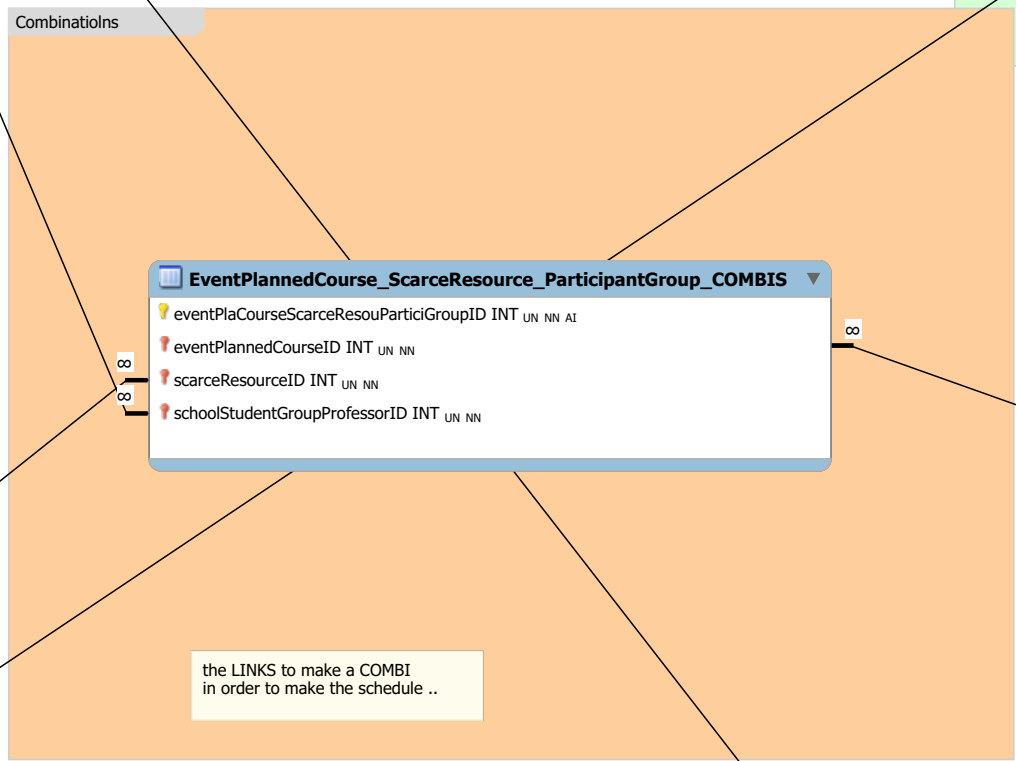 Combinatiolns
EventPlannedCourse_ScarceResource_ParticipantGroup_COMBIS
eventPlaCourseScarceResouParticiGroupID INT UN NN AI
eventPlannedCourseID INT UN NN
scarceResourceID INT UN NN
schoolStudentGroupProfessorID INT UN NN
∞
∞
∞
the LINKS to make a COMBI
in order to make the schedule ..